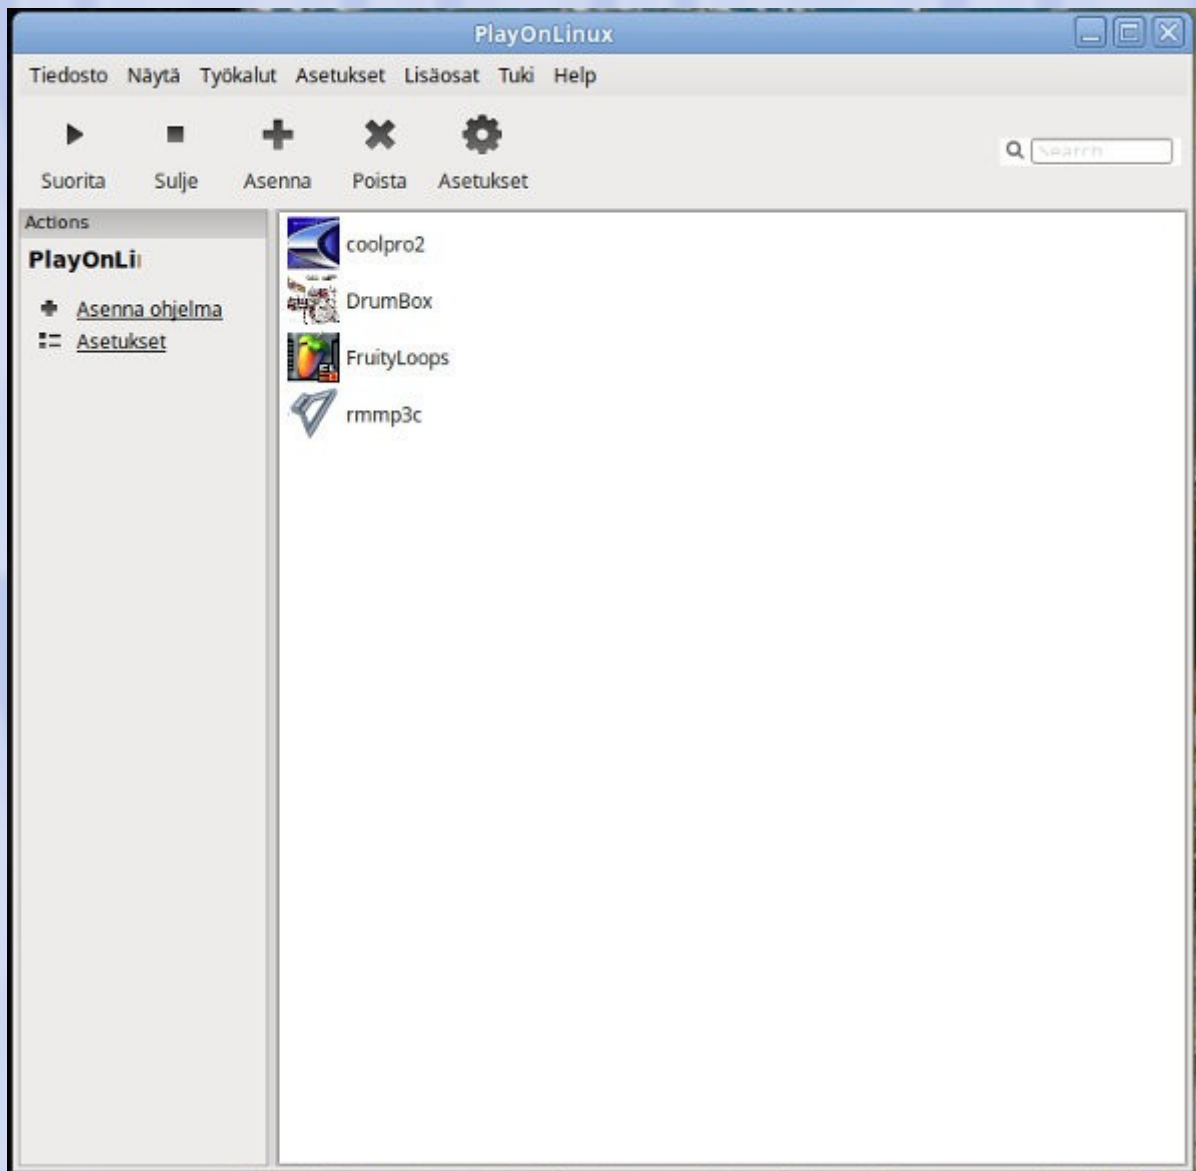 PlayOnLinux
Tiedosto Näytä Työkalut Asetukset Lisäosat Tuki Help
Search
Suorita Sulje Asenna Poista Asetukset
Actions
PlayOnLi
Asenna ohjelma
Asetukset
coolpro2
DrumBox
FruityLoops
rmmp3c